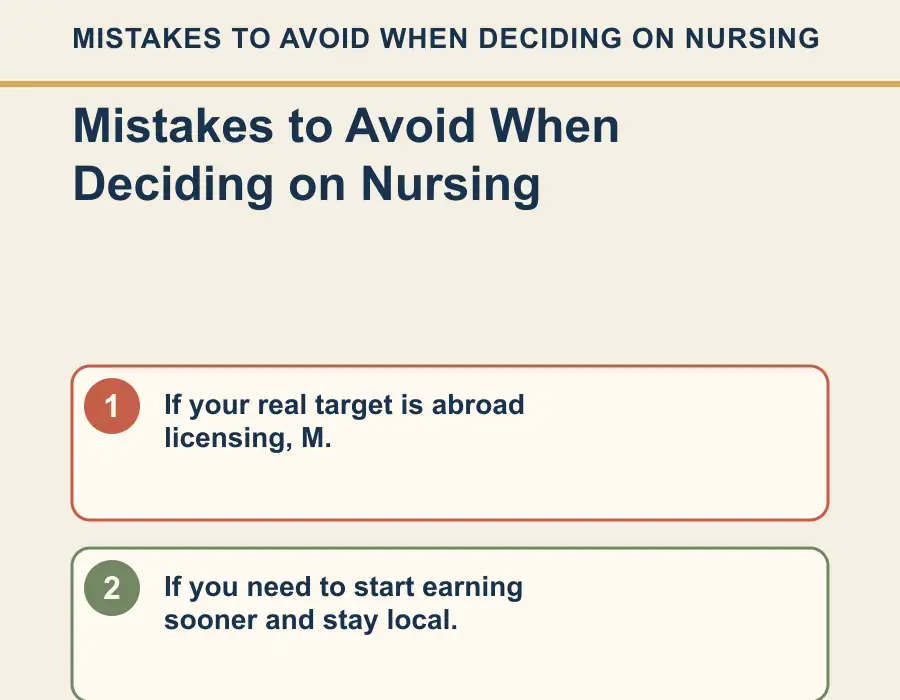 MISTAKES TO AVOID WHEN DECIDING ON NURSING
Mistakes to Avoid When
Deciding on Nursing
1
If your real target is abroad
licensing, M.
2
If you need to start earning
sooner and stay local.